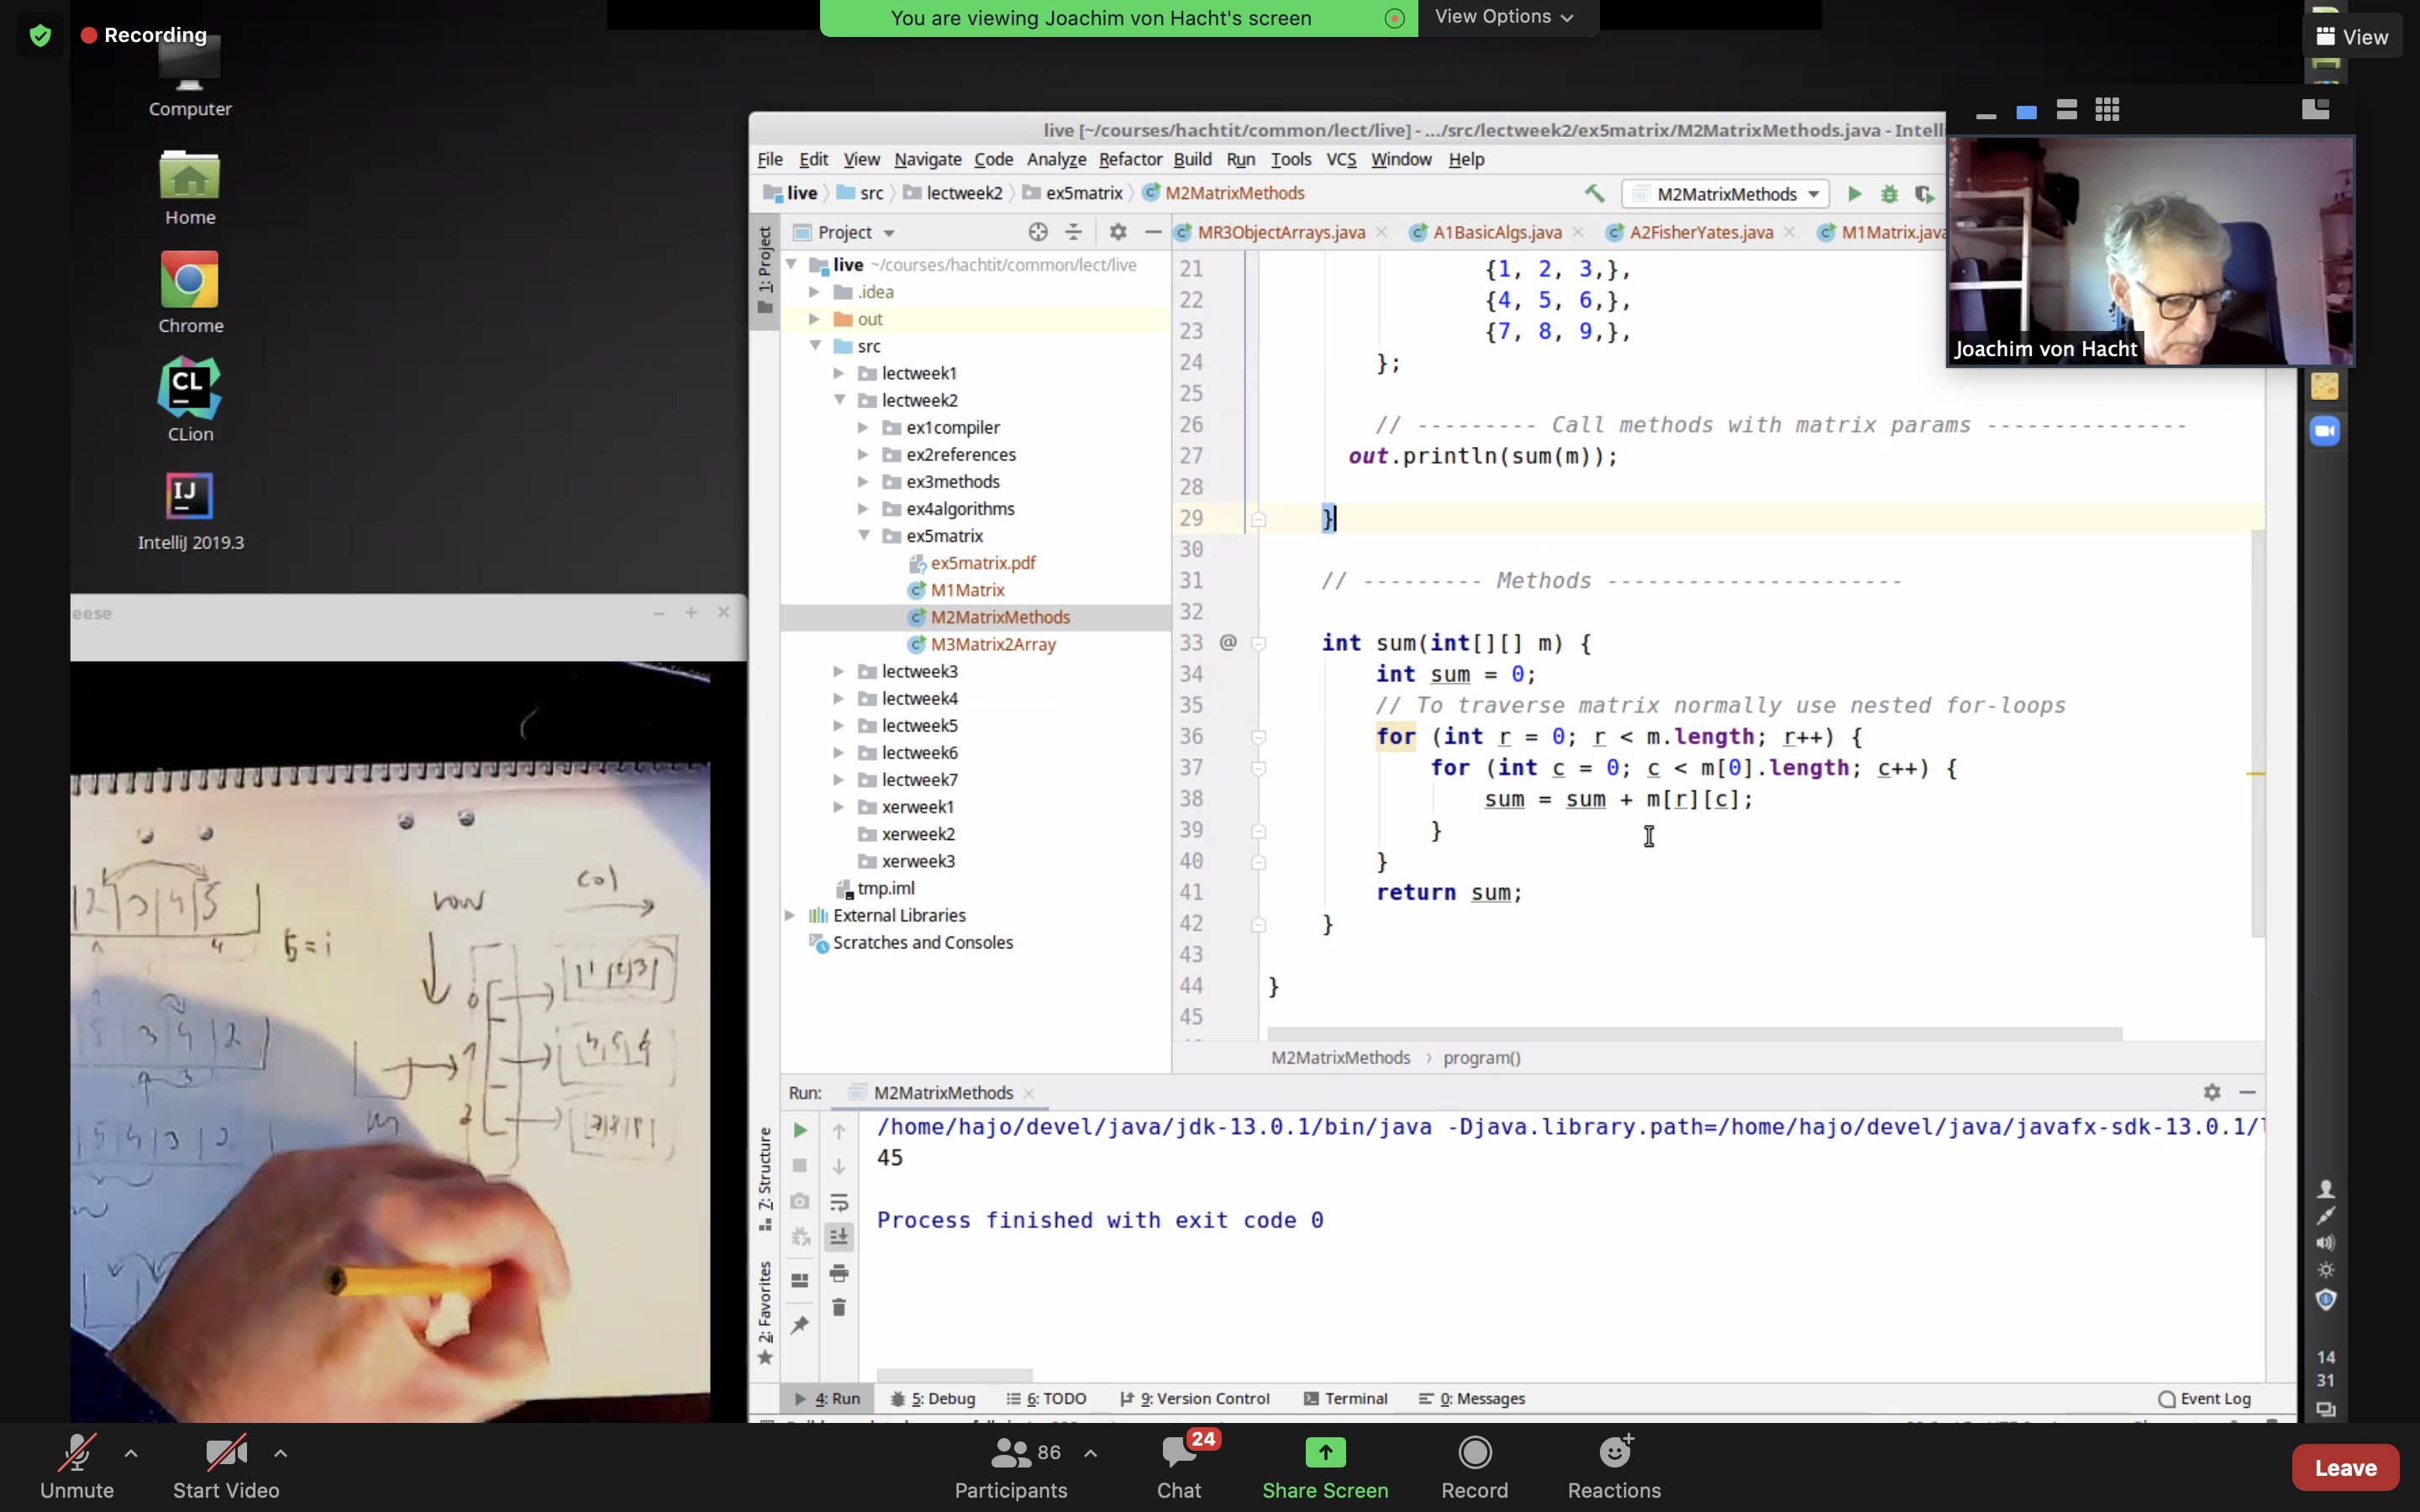 You are viewing Joachim von Hacht's screen
View Options
Recording
View
Computer
Home
Chrome
CL
CLion
IJ
IntelliJ 2019.3
eese
row
col
5 = i
m
live [~/courses/hachtit/common/lect/live] - .../src/lectweek2/ex5matrix/M2MatrixMethods.java - Intell
File Edit View Navigate Code Analyze Refactor Build Run Tools VCS Window Help
live src lectweek2 ex5matrix M2MatrixMethods
M2MatrixMethods
Joachim von Hacht
1: Project
Project
MR3ObjectArrays.java A1BasicAlgs.java A2FisherYates.java M1Matrix.java
live ~/courses/hachtit/common/lect/live
.idea
out
src
lectweek1
lectweek2
ex1compiler
ex2references
ex3methods
ex4algorithms
ex5matrix
ex5matrix.pdf
M1Matrix
M2MatrixMethods
M3Matrix2Array
lectweek3
lectweek4
lectweek5
lectweek6
lectweek7
xerweek1
xerweek2
xerweek3
tmp.iml
External Libraries
Scratches and Consoles
21 {1, 2, 3,},
22 {4, 5, 6,},
23 {7, 8, 9,},
24 };
25
26 // --------- Call methods with matrix params ---------------
27 out.println(sum(m));
28
29 }
30
31 // --------- Methods ----------------------
32
33 @ int sum(int[][] m) {
34 int sum = 0;
35 // To traverse matrix normally use nested for-loops
36 for (int r = 0; r < m.length; r++) {
37 for (int c = 0; c < m[0].length; c++) {
38 sum = sum + m[r][c];
39 }
40 }
41 return sum;
42 }
43
44 }
45
M2MatrixMethods › program()
Run: M2MatrixMethods
/home/hajo/devel/java/jdk-13.0.1/bin/java -Djava.library.path=/home/hajo/devel/java/javafx-sdk-13.0.1/l
45
Process finished with exit code 0
7: Structure
2: Favorites
4: Run 5: Debug 6: TODO 9: Version Control Terminal 0: Messages Event Log
14
31
Unmute
Start Video
86
Participants
24
Chat
Share Screen
Record
Reactions
Leave